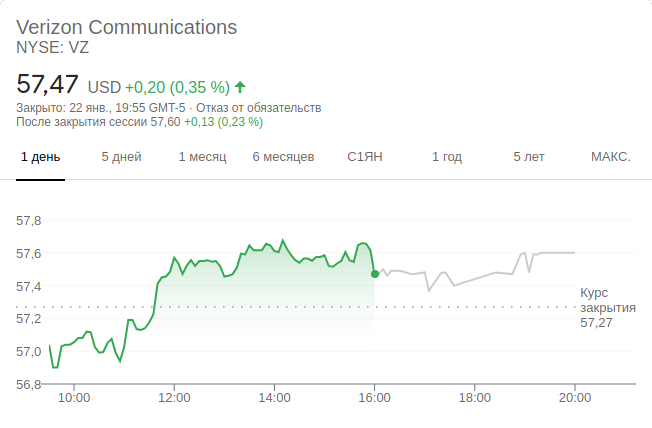 Verizon Communications
NYSE: VZ
57,47 USD +0,20 (0,35 %)
Закрыто: 22 янв., 19:55 GMT-5 · Отказ от обязательств
После закрытия сессии 57,60 +0,13 (0,23 %)
1 день 5 дней 1 месяц 6 месяцев С1ЯН 1 год 5 лет МАКС.
57,8
57,6
57,4
57,2
57,0
56,8
Курс
закрытия
57,27
10:00 12:00 14:00 16:00 18:00 20:00